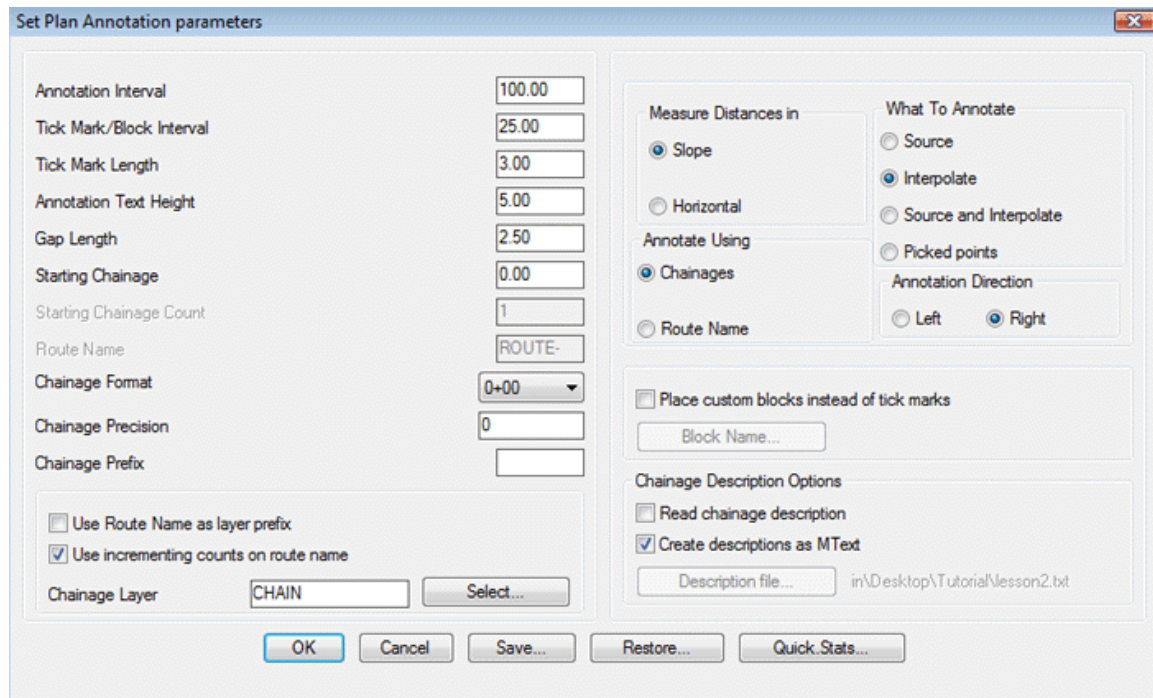 Set Plan Annotation parameters
Annotation Interval 100.00
Tick Mark/Block Interval 25.00
Tick Mark Length 3.00
Annotation Text Height 5.00
Gap Length 2.50
Starting Chainage 0.00
Starting Chainage Count 1
Route Name ROUTE-
Chainage Format 0+00
Chainage Precision 0
Chainage Prefix
Use Route Name as layer prefix
Use incrementing counts on route name
Chainage Layer CHAIN Select...
Measure Distances in
Slope
Horizontal
Annotate Using
Chainages
Route Name
What To Annotate
Source
Interpolate
Source and Interpolate
Picked points
Annotation Direction
Left Right
Place custom blocks instead of tick marks
Block Name...
Chainage Description Options
Read chainage description
Create descriptions as MText
Description file... in\Desktop\Tutorial\lesson2.txt
OK Cancel Save... Restore... Quick.Stats...